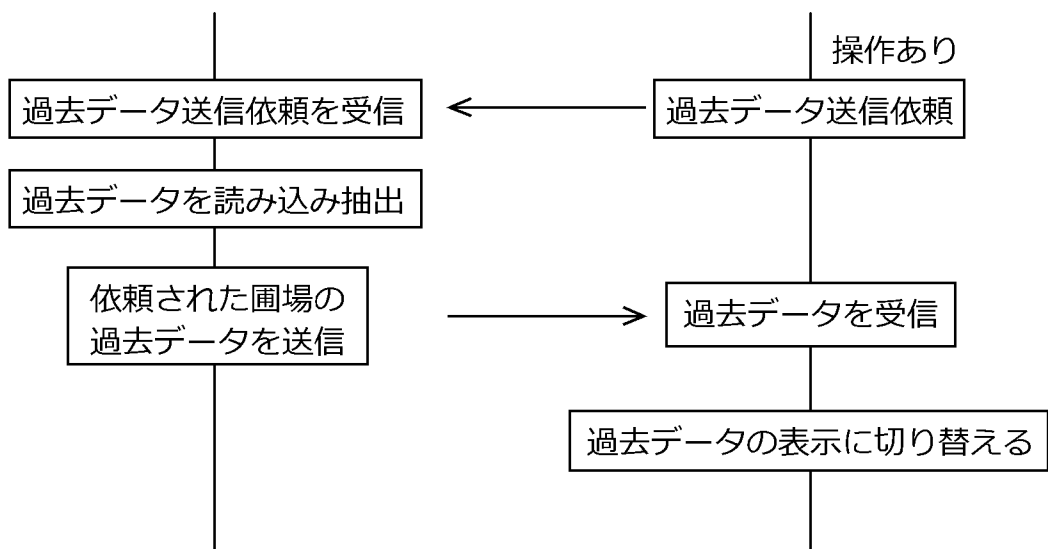 操作あり
過去データ送信依頼を受信
過去データ送信依頼
過去データを読み込み抽出
依頼された圃場の
過去データを送信
過去データを受信
過去データの表示に切り替える